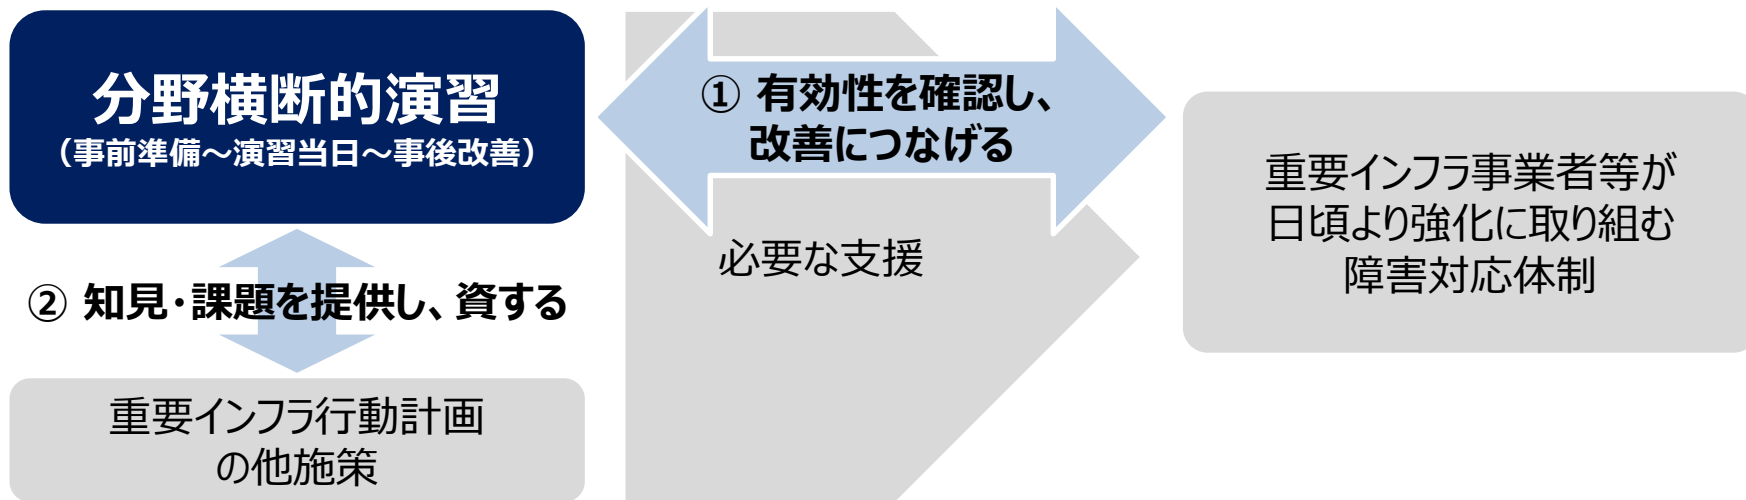 分野横断的演習
（事前準備～演習当日～事後改善）
① 有効性を確認し、
改善につなげる
重要インフラ事業者等が
日頃より強化に取り組む
障害対応体制
必要な支援
② 知見・課題を提供し、資する
重要インフラ行動計画
の他施策